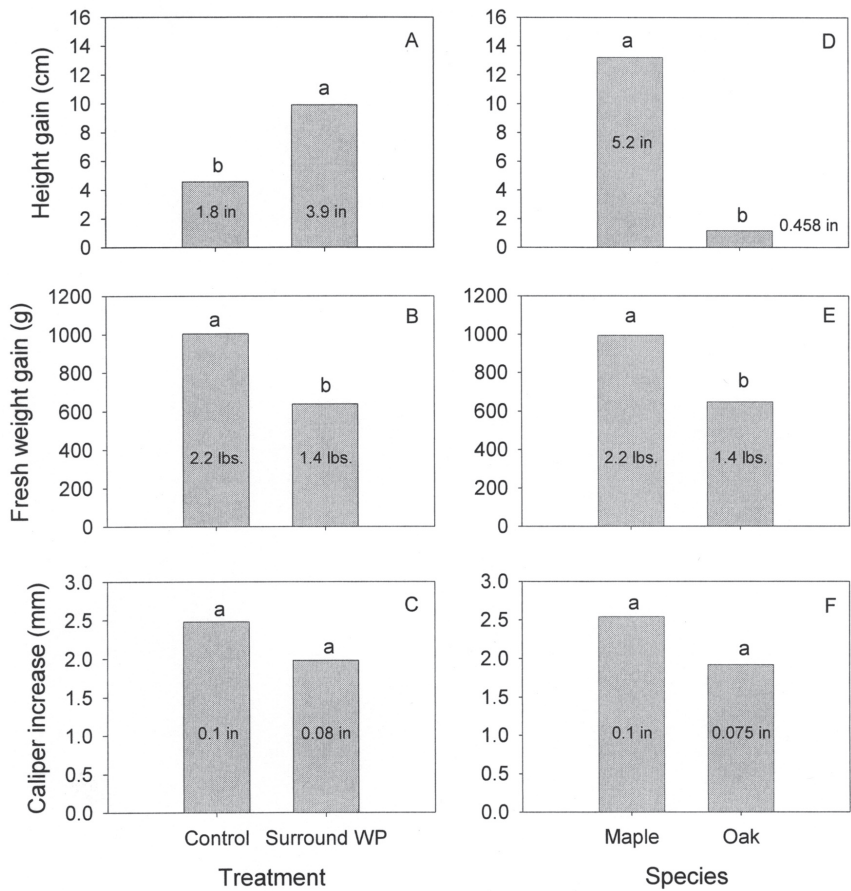 Height gain (cm)
16
14
12
10
8
6
4
2
0
A
b
a
1.8 in
3.9 in
16
14
12
10
8
6
4
2
0
D
a
b
5.2 in
0.458 in
Fresh weight gain (g)
1200
1000
800
600
400
200
0
B
a
b
2.2 lbs.
1.4 lbs.
1200
1000
800
600
400
200
0
E
a
b
2.2 lbs.
1.4 lbs.
Caliper increase (mm)
3.0
2.5
2.0
1.5
1.0
0.5
0.0
C
a
a
0.1 in
0.08 in
Control Surround WP
Treatment
3.0
2.5
2.0
1.5
1.0
0.5
0.0
F
a
a
0.1 in
0.075 in
Maple Oak
Species